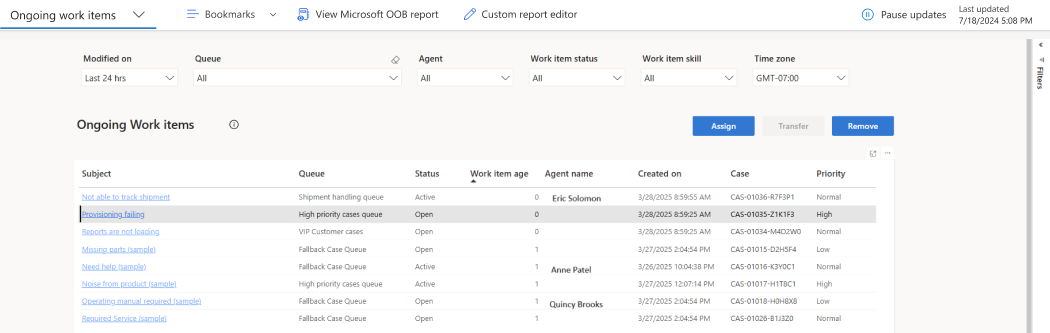 Ongoing work items Bookmarks View Microsoft OOB report Custom report editor Pause updates Last updated
7/18/2024 5:08 PM
Filters
Modified on Queue Agent Work item status Work item skill Time zone
Last 24 hrs All All All All GMT-07:00
Ongoing Work items Assign Transfer Remove
Subject Queue Status Work item age Agent name Created on Case Priority
Not able to track shipment Shipment handling queue Active 0 Eric Solomon 3/28/2025 8:59:55 AM CAS-01036-R7F3P1 Normal
Provisioning failing High priority cases queue Open 0 3/28/2025 8:59:25 AM CAS-01035-Z1K1F3 High
Reports are not loading VIP Customer cases Open 0 3/28/2025 8:59:25 AM CAS-01034-M4D2W0 Normal
Missing parts (sample) Fallback Case Queue Open 1 3/27/2025 2:04:54 PM CAS-01015-D2H5F4 Low
Need help (sample) Fallback Case Queue Active 1 Anne Patel 3/26/2025 10:04:38 PM CAS-01016-K3Y0C1 Normal
Noise from product (sample) High priority cases queue Active 1 3/27/2025 12:07:14 PM CAS-01017-H1T8C1 High
Operating manual required (sample) Fallback Case Queue Open 1 Quincy Brooks 3/27/2025 2:04:54 PM CAS-01018-H0H8X8 Low
Required Service (sample) Fallback Case Queue Open 1 3/27/2025 2:04:54 PM CAS-01026-B1J3Z0 Normal